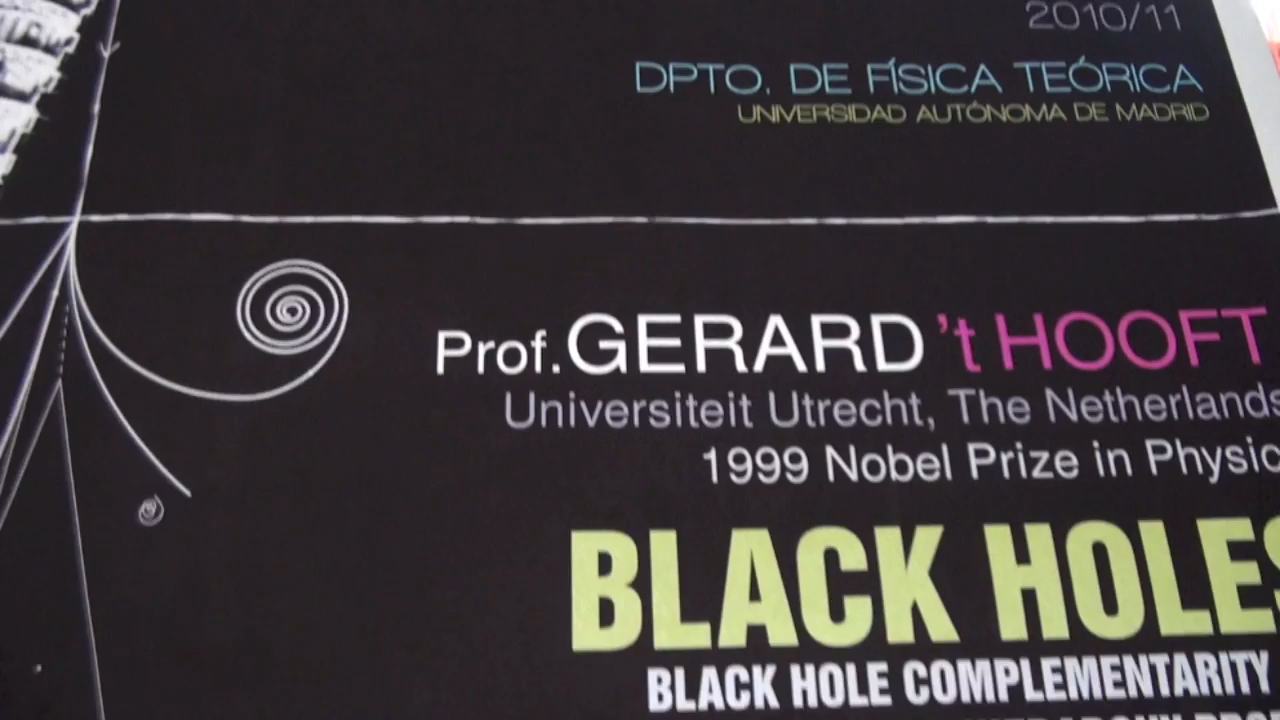 2010/11
DPTO. DE FÍSICA TEÓRICA
UNIVERSIDAD AUTÓNOMA DE MADRID
Prof. GERARD 't HOOFT
Universiteit Utrecht, The Netherlands
1999 Nobel Prize in Physic
BLACK HOLES
BLACK HOLE COMPLEMENTARITY